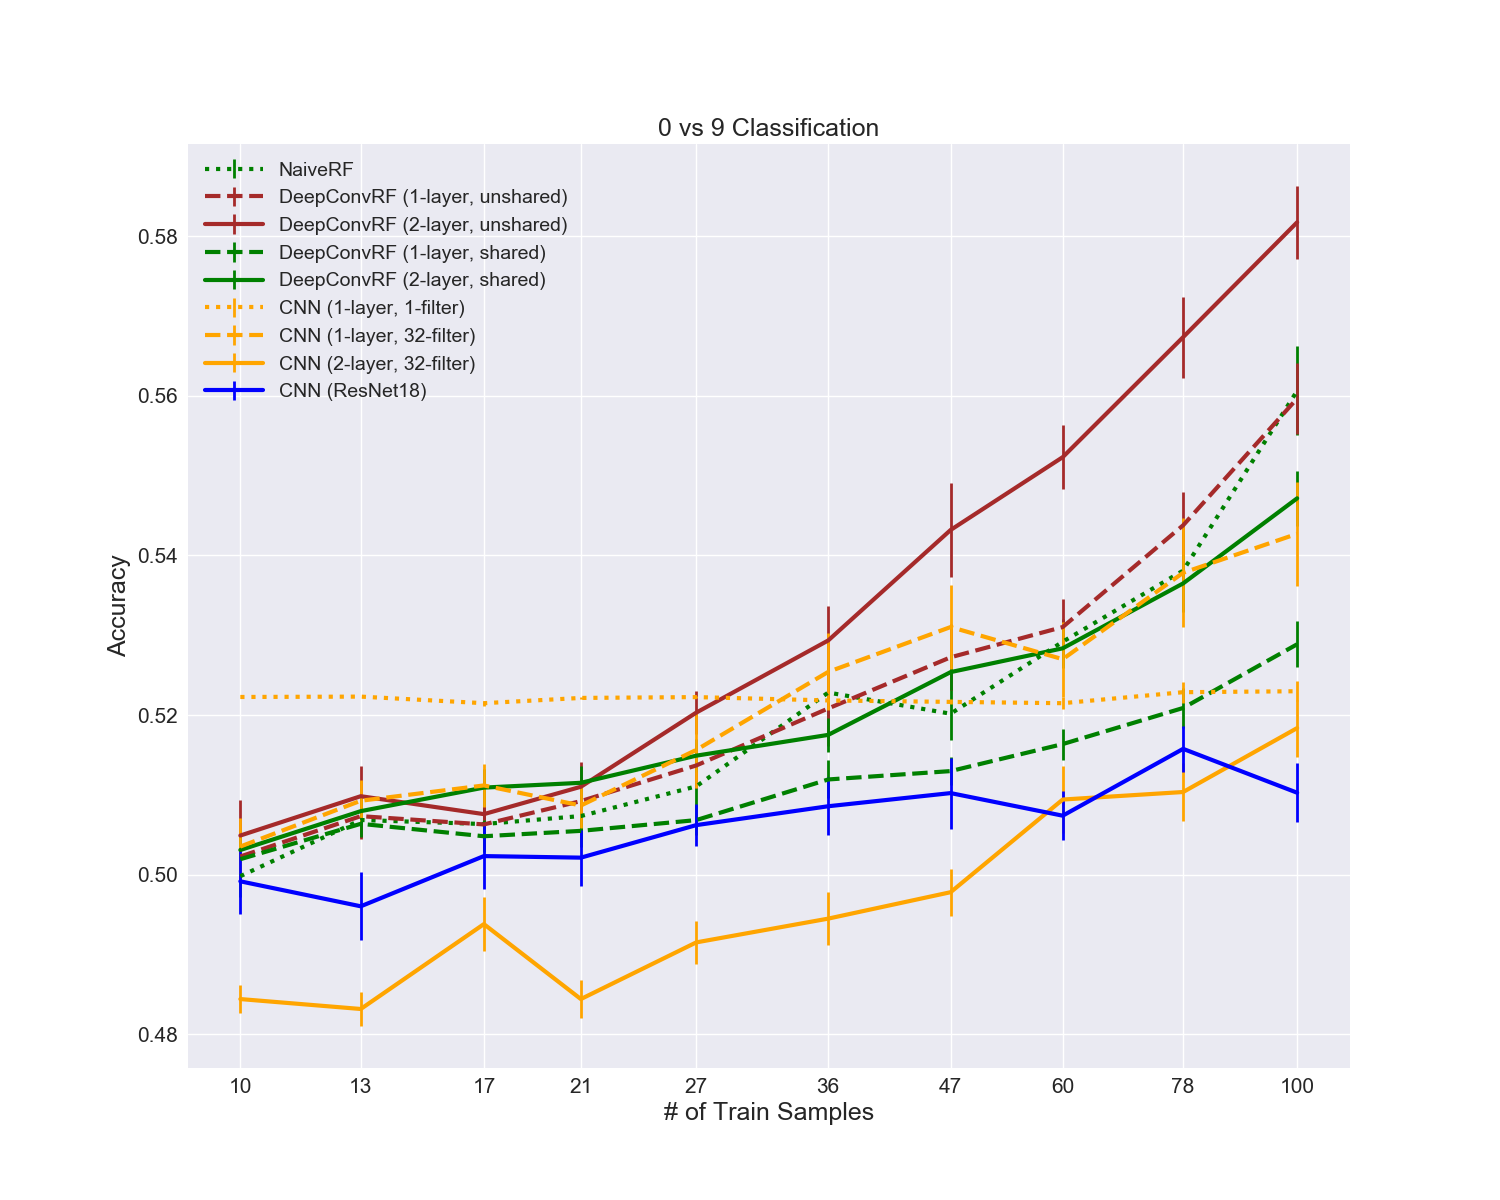 0 vs 9 Classification
NaiveRF
DeepConvRF (1-layer, unshared)
DeepConvRF (2-layer, unshared)
DeepConvRF (1-layer, shared)
DeepConvRF (2-layer, shared)
CNN (1-layer, 1-filter)
CNN (1-layer, 32-filter)
CNN (2-layer, 32-filter)
CNN (ResNet18)
0.58
0.56
0.54
0.52
0.50
0.48
Accuracy
10 13 17 21 27 36 47 60 78 100
# of Train Samples